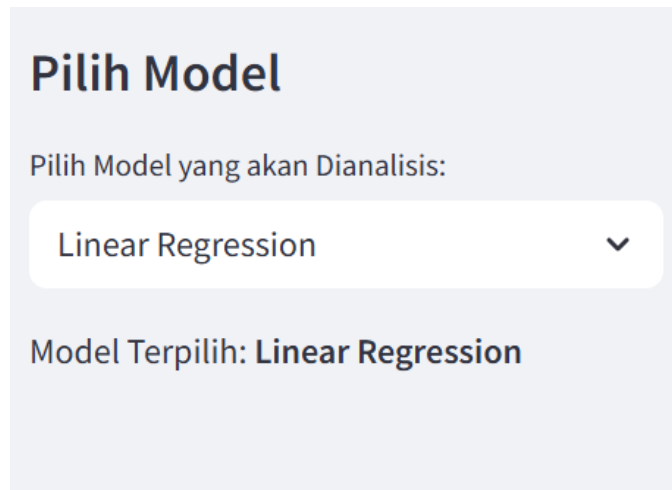 Pilih Model
Pilih Model yang akan Dianalisis:
Linear Regression
Model Terpilih: Linear Regression